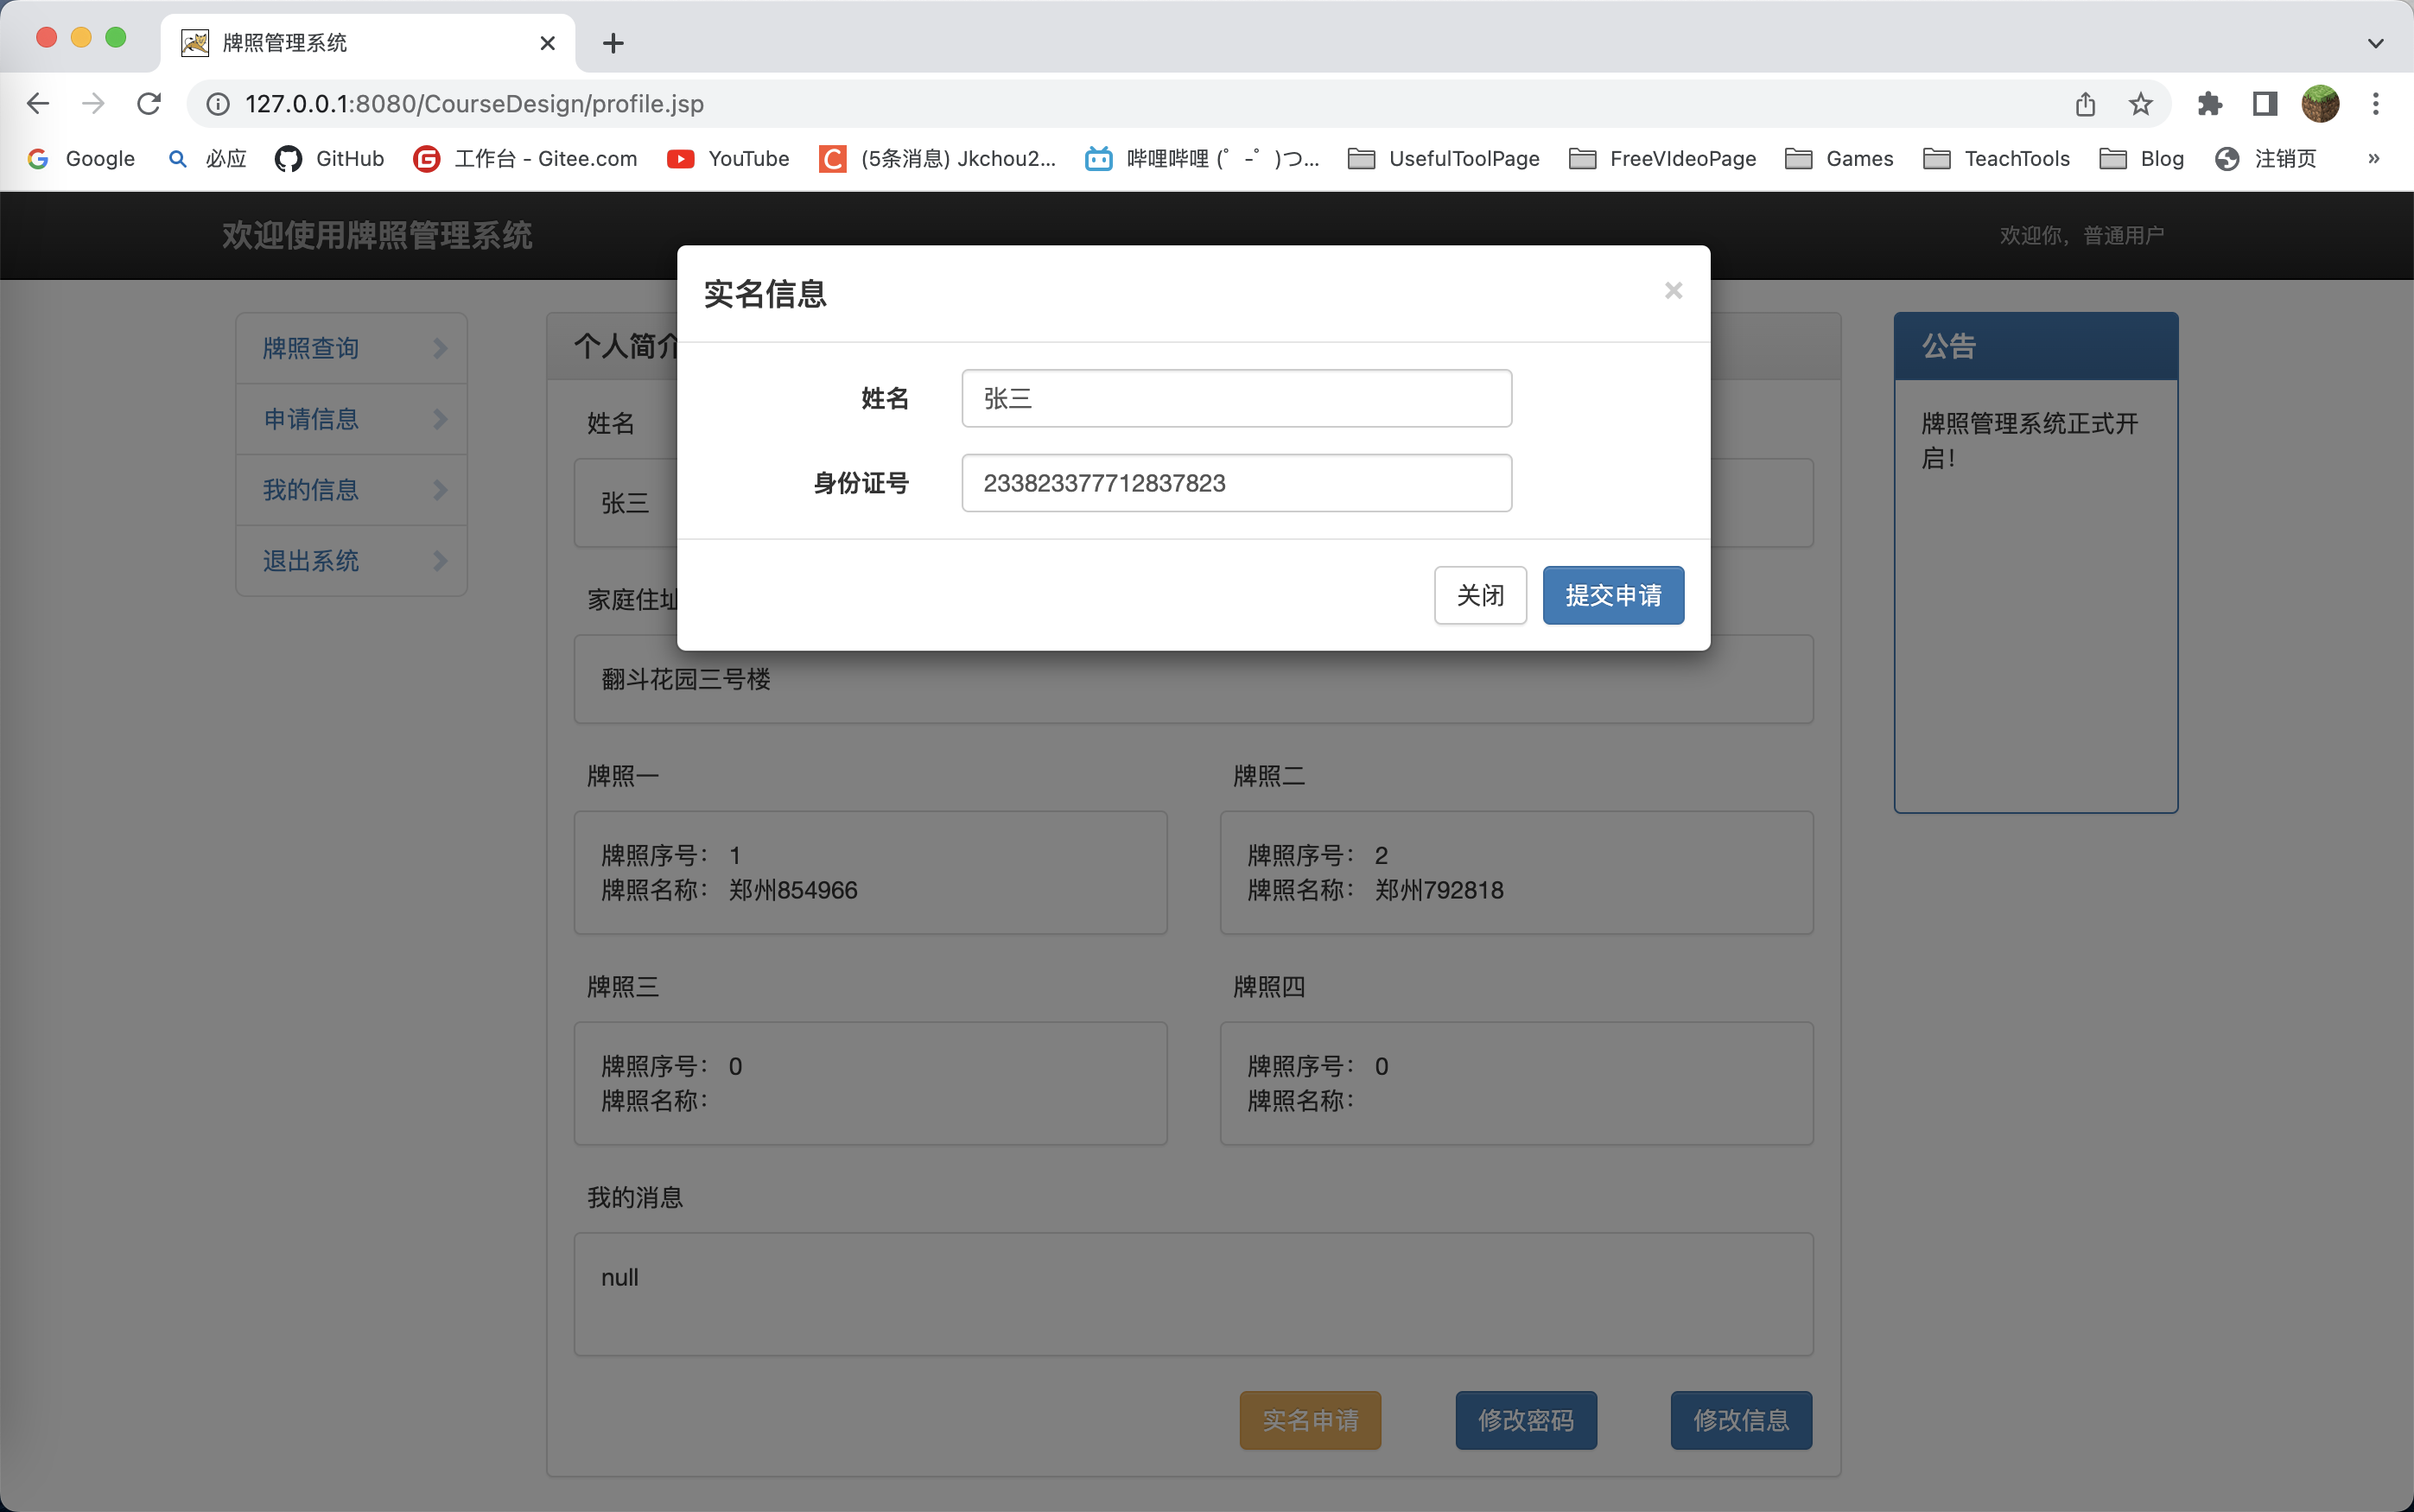 牌照管理系统
127.0.0.1:8080/CourseDesign/profile.jsp
Google 必应 GitHub 工作台 - Gitee.com YouTube (5条消息) Jkchou2... 哔哩哔哩 (゜-゜)つ... UsefulToolPage FreeVIdeoPage Games TeachTools Blog 注销页 »
欢迎使用牌照管理系统 欢迎你，普通用户
实名信息 ×
姓名 张三
身份证号 233823377712837823
关闭 提交申请
牌照查询
申请信息
我的信息
退出系统
个人简介
姓名
张三
家庭住址
翻斗花园三号楼
牌照一
牌照序号： 1
牌照名称： 郑州854966
牌照二
牌照序号： 2
牌照名称： 郑州792818
牌照三
牌照序号： 0
牌照名称：
牌照四
牌照序号： 0
牌照名称：
我的消息
null
实名申请 修改密码 修改信息
公告
牌照管理系统正式开
启！